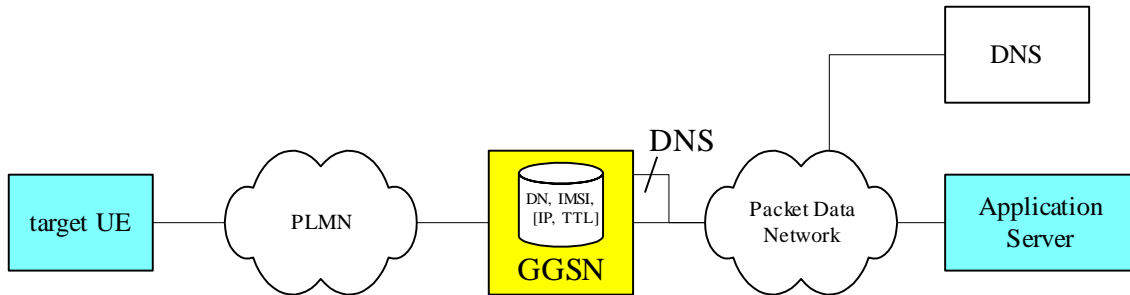 DNS
DNS
target UE
PLMN
DN, IMSI,
[IP, TTL]
GGSN
Packet Data
Network
Application
Server